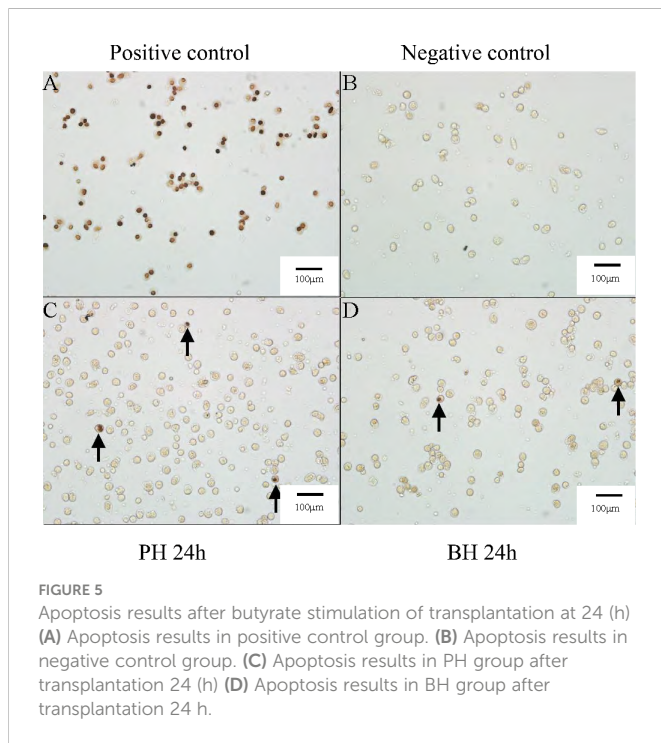 Positive control Negative control
A B
100μm 100μm
C D
100μm 100μm
PH 24h BH 24h
FIGURE 5
Apoptosis results after butyrate stimulation of transplantation at 24 (h)
(A) Apoptosis results in positive control group. (B) Apoptosis results in
negative control group. (C) Apoptosis results in PH group after
transplantation 24 (h) (D) Apoptosis results in BH group after
transplantation 24 h.